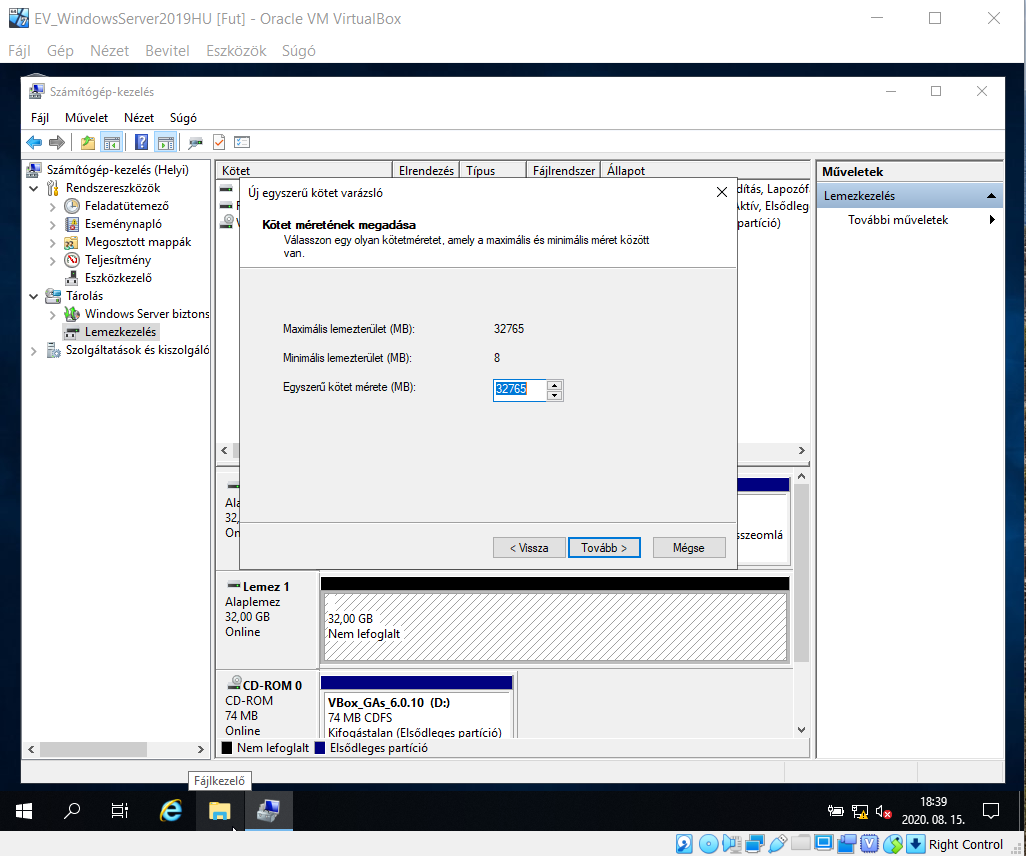 EV_WindowsServer2019HU [Fut] - Oracle VM VirtualBox
Fájl Gép Nézet Bevitel Eszközök Súgó
Számítógép-kezelés
Fájl Művelet Nézet Súgó
Számítógép-kezelés (Helyi)
Rendszereszközök
Feladatütemező
Eseménynapló
Megosztott mappák
Teljesítmény
Eszközkezelő
Tárolás
Windows Server bizton
Lemezkezelés
Szolgáltatások és kiszolgáló
Kötet Elrendezés Típus Fájlrendszer Állapot
dítás, Lapozófá
Aktív, Elsődleg
partíció)
Új egyszerű kötet varázsló
Kötet méretének megadása
Válasszon egy olyan kötetméretet, amely a maximális és minimális méret között
van.
Maximális lemezterület (MB): 32765
Minimális lemezterület (MB): 8
Egyszerű kötet mérete (MB): 32765
< Vissza Tovább > Mégse
Ala
32,
On
sszeomlá
Lemez 1
Alaplemez
32,00 GB
Online
32,00 GB
Nem lefoglalt
CD-ROM 0
CD-ROM
74 MB
Online
VBox_GAs_6.0.10 (D:)
74 MB CDFS
Kifogástalan (Elsődleges partíció)
Nem lefoglalt Elsődleges partíció
Műveletek
Lemezkezelés
További műveletek
Fájlkezelő
18:39
2020. 08. 15.
Right Control